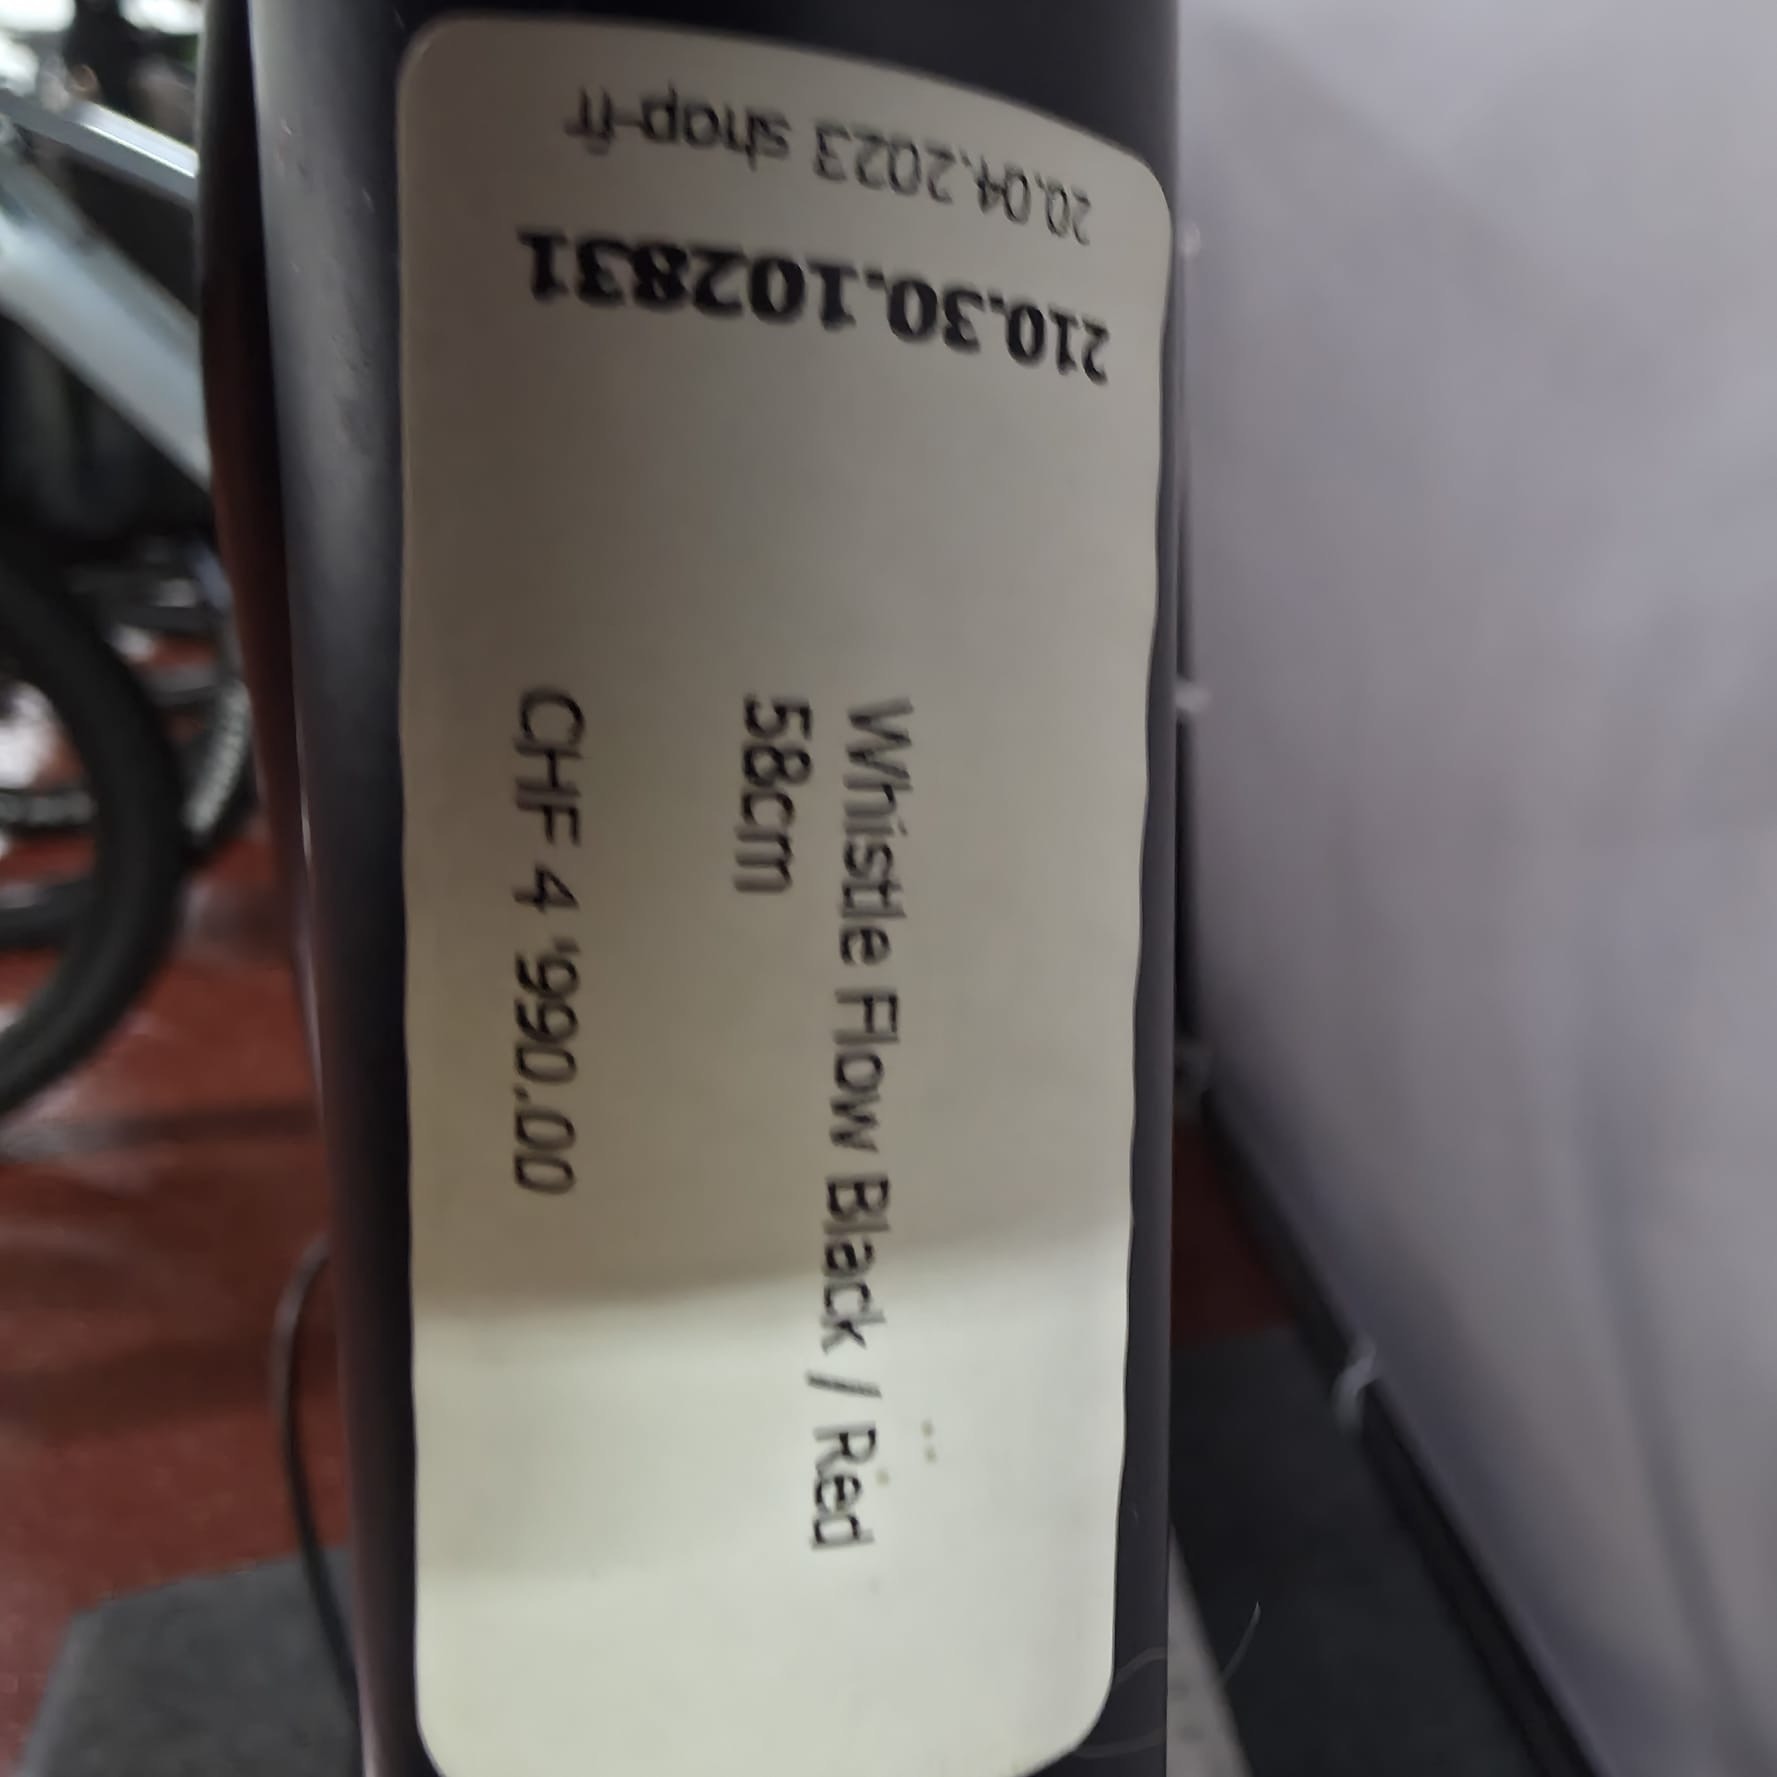 20.04.2023 shop-fr
210.30.102831
Whistle Flow Black / Red
58cm
CHF 4'990.00